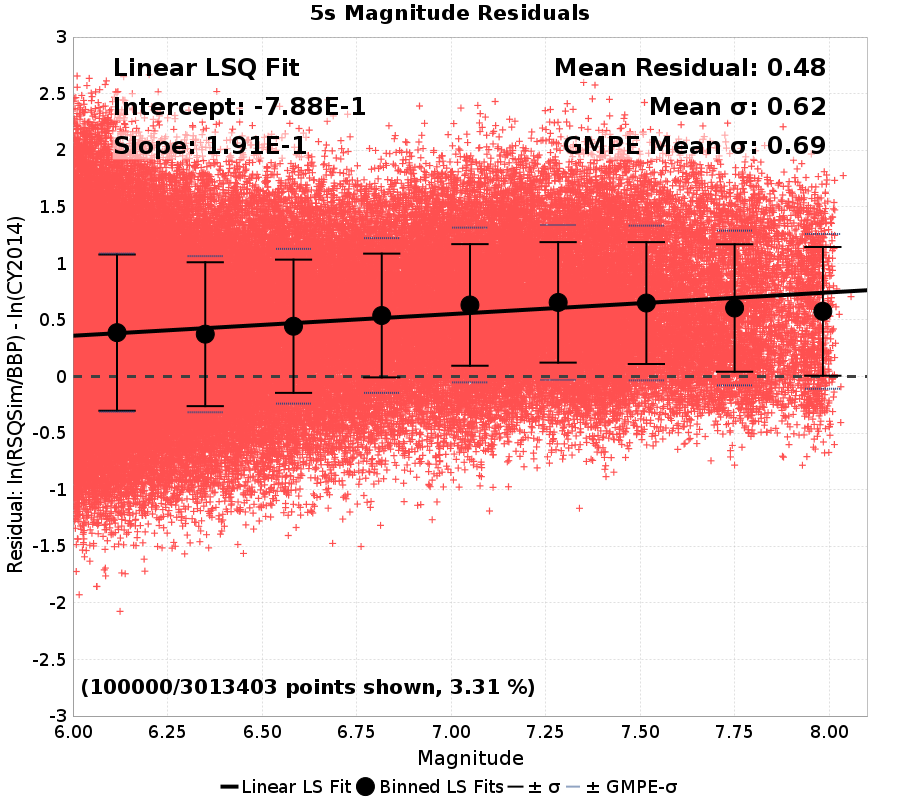 5s Magnitude Residuals
Linear LSQ Fit
Intercept: -7.88E-1
Slope: 1.91E-1
Mean Residual: 0.48
Mean σ: 0.62
GMPE Mean σ: 0.69
Residual: ln(RSQSim/BBP) - ln(CY2014)
3
2.5
2
1.5
1
0.5
0
-0.5
-1
-1.5
-2
-2.5
-3
(100000/3013403 points shown, 3.31 %)
6.00 6.25 6.50 6.75 7.00 7.25 7.50 7.75 8.00
Magnitude
Linear LS Fit Binned LS Fits ± σ ± GMPE-σ